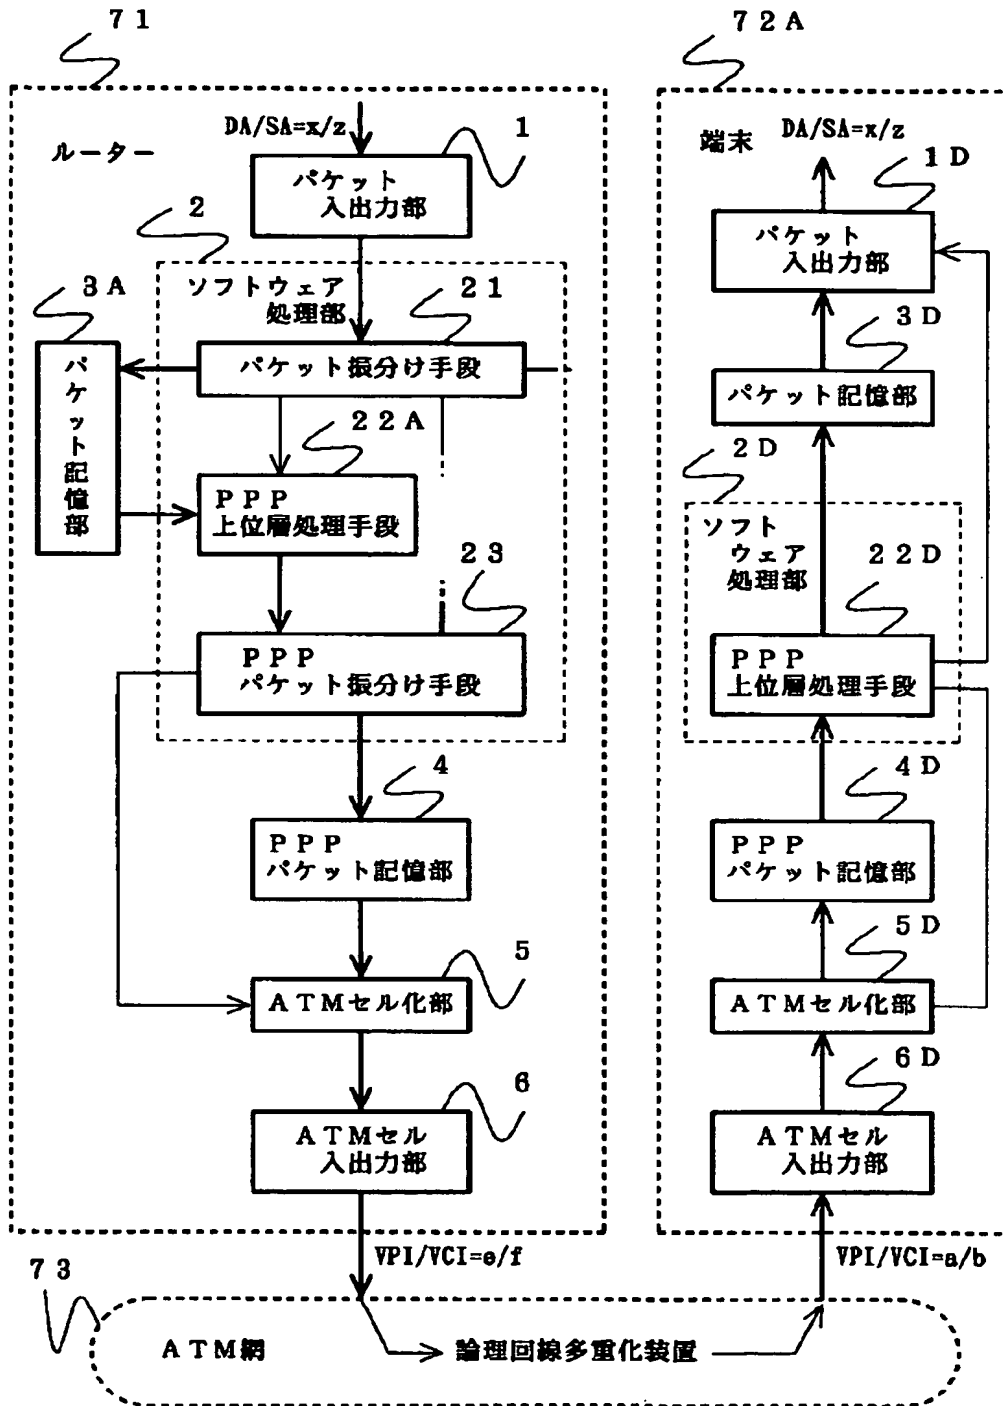 71
ルーター
DA/SA=x/z
1
パケット
入出力部
2
ソフトウェア
処理部
21
パケット振分け手段
3A
パケット記憶部
22A
PPP
上位層処理手段
23
PPP
パケット振分け手段
4
PPP
パケット記憶部
5
ATMセル化部
6
ATMセル
入出力部
VPI/VCI=e/f
72A
端末
DA/SA=x/z
1D
パケット
入出力部
3D
パケット記憶部
2D
ソフト
ウェア
処理部
22D
PPP
上位層処理手段
4D
PPP
パケット記憶部
5D
ATMセル化部
6D
ATMセル
入出力部
VPI/VCI=a/b
73
ATM網
論理回線多重化装置